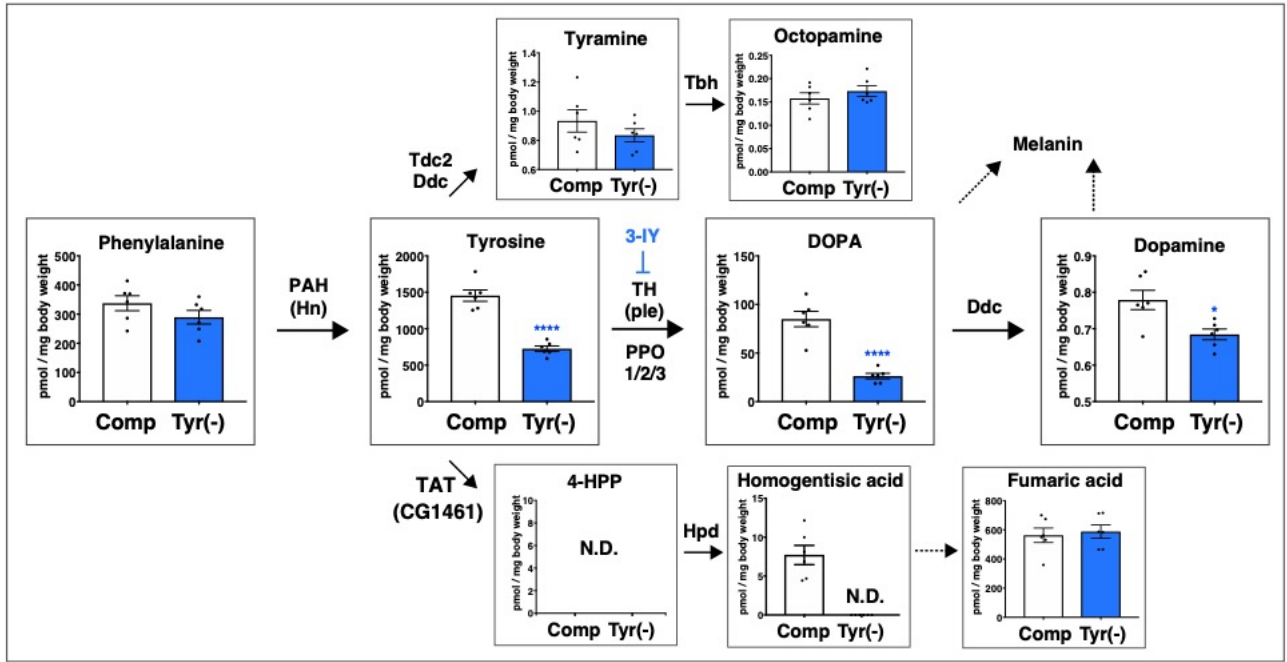 Tyramine
pmol / mg body weight
1.4
1.2
1.0
0.8
0.6
Comp Tyr(-)
Tbh
Octopamine
pmol / mg body weight
0.25
0.20
0.15
0.10
0.05
0.00
Comp Tyr(-)
Tdc2
Ddc
Melanin
Phenylalanine
pmol / mg body weight
500
400
300
200
100
0
Comp Tyr(-)
PAH
(Hn)
Tyrosine
pmol / mg body weight
2000
1500
1000
500
0
****
Comp Tyr(-)
3-IY
TH
(ple)
PPO
1/2/3
DOPA
pmol / mg body weight
150
100
50
0
****
Comp Tyr(-)
Ddc
Dopamine
pmol / mg body weight
0.9
0.8
0.7
0.6
0.5
*
Comp Tyr(-)
TAT
(CG1461)
4-HPP
pmol / mg body weight
10
8
6
4
2
0
N.D.
Comp Tyr(-)
Hpd
Homogentisic acid
pmol / mg body weight
15
10
5
0
N.D.
Comp Tyr(-)
Fumaric acid
pmol / mg body weight
800
600
400
200
0
Comp Tyr(-)